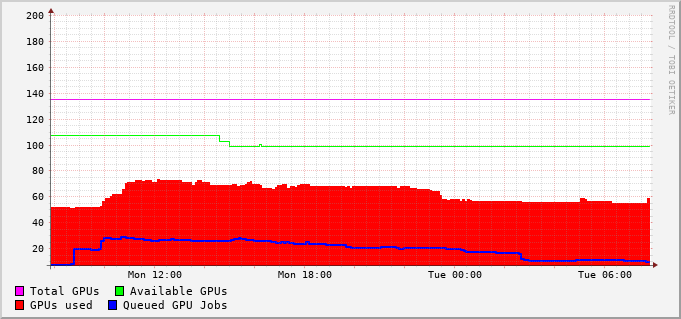 200
180
160
140
120
100
80
60
40
20
Mon 12:00 Mon 18:00 Tue 00:00 Tue 06:00
Total GPUs Available GPUs
GPUs used Queued GPU Jobs
RRDTOOL / TOBI OETIKER